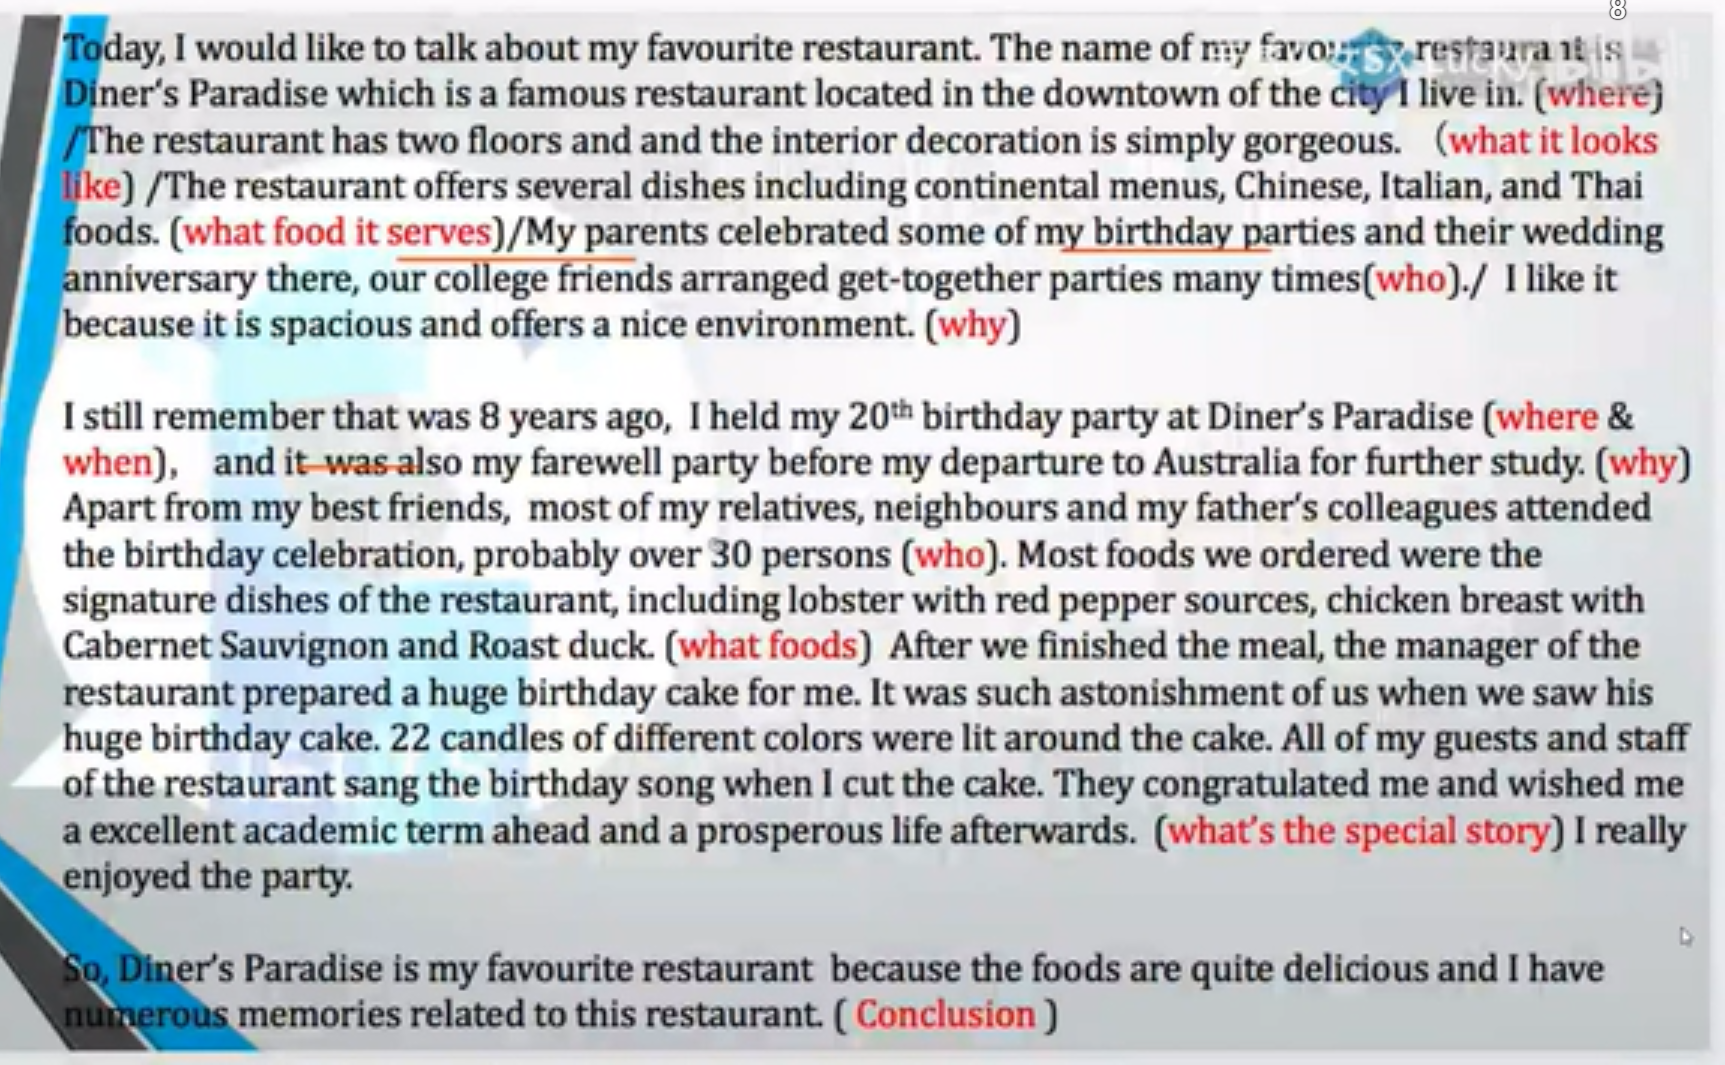 8
Today, I would like to talk about my favourite restaurant. The name of my restaurant is
Diner's Paradise which is a famous restaurant located in the downtown of the city I live in. (where)
/The restaurant has two floors and and the interior decoration is simply gorgeous. (what it looks
like) /The restaurant offers several dishes including continental menus, Chinese, Italian, and Thai
foods. (what food it serves)/My parents celebrated some of my birthday parties and their wedding
anniversary there, our college friends arranged get-together parties many times(who)./ I like it
because it is spacious and offers a nice environment. (why)
I still remember that was 8 years ago, I held my 20th birthday party at Diner's Paradise (where &
when), and it was also my farewell party before my departure to Australia for further study. (why)
Apart from my best friends, most of my relatives, neighbours and my father's colleagues attended
the birthday celebration, probably over 30 persons (who). Most foods we ordered were the
signature dishes of the restaurant, including lobster with red pepper sources, chicken breast with
Cabernet Sauvignon and Roast duck. (what foods) After we finished the meal, the manager of the
restaurant prepared a huge birthday cake for me. It was such astonishment of us when we saw his
huge birthday cake. 22 candles of different colors were lit around the cake. All of my guests and staff
of the restaurant sang the birthday song when I cut the cake. They congratulated me and wished me
a excellent academic term ahead and a prosperous life afterwards. (what's the special story) I really
enjoyed the party.
So, Diner's Paradise is my favourite restaurant because the foods are quite delicious and I have
numerous memories related to this restaurant. ( Conclusion )